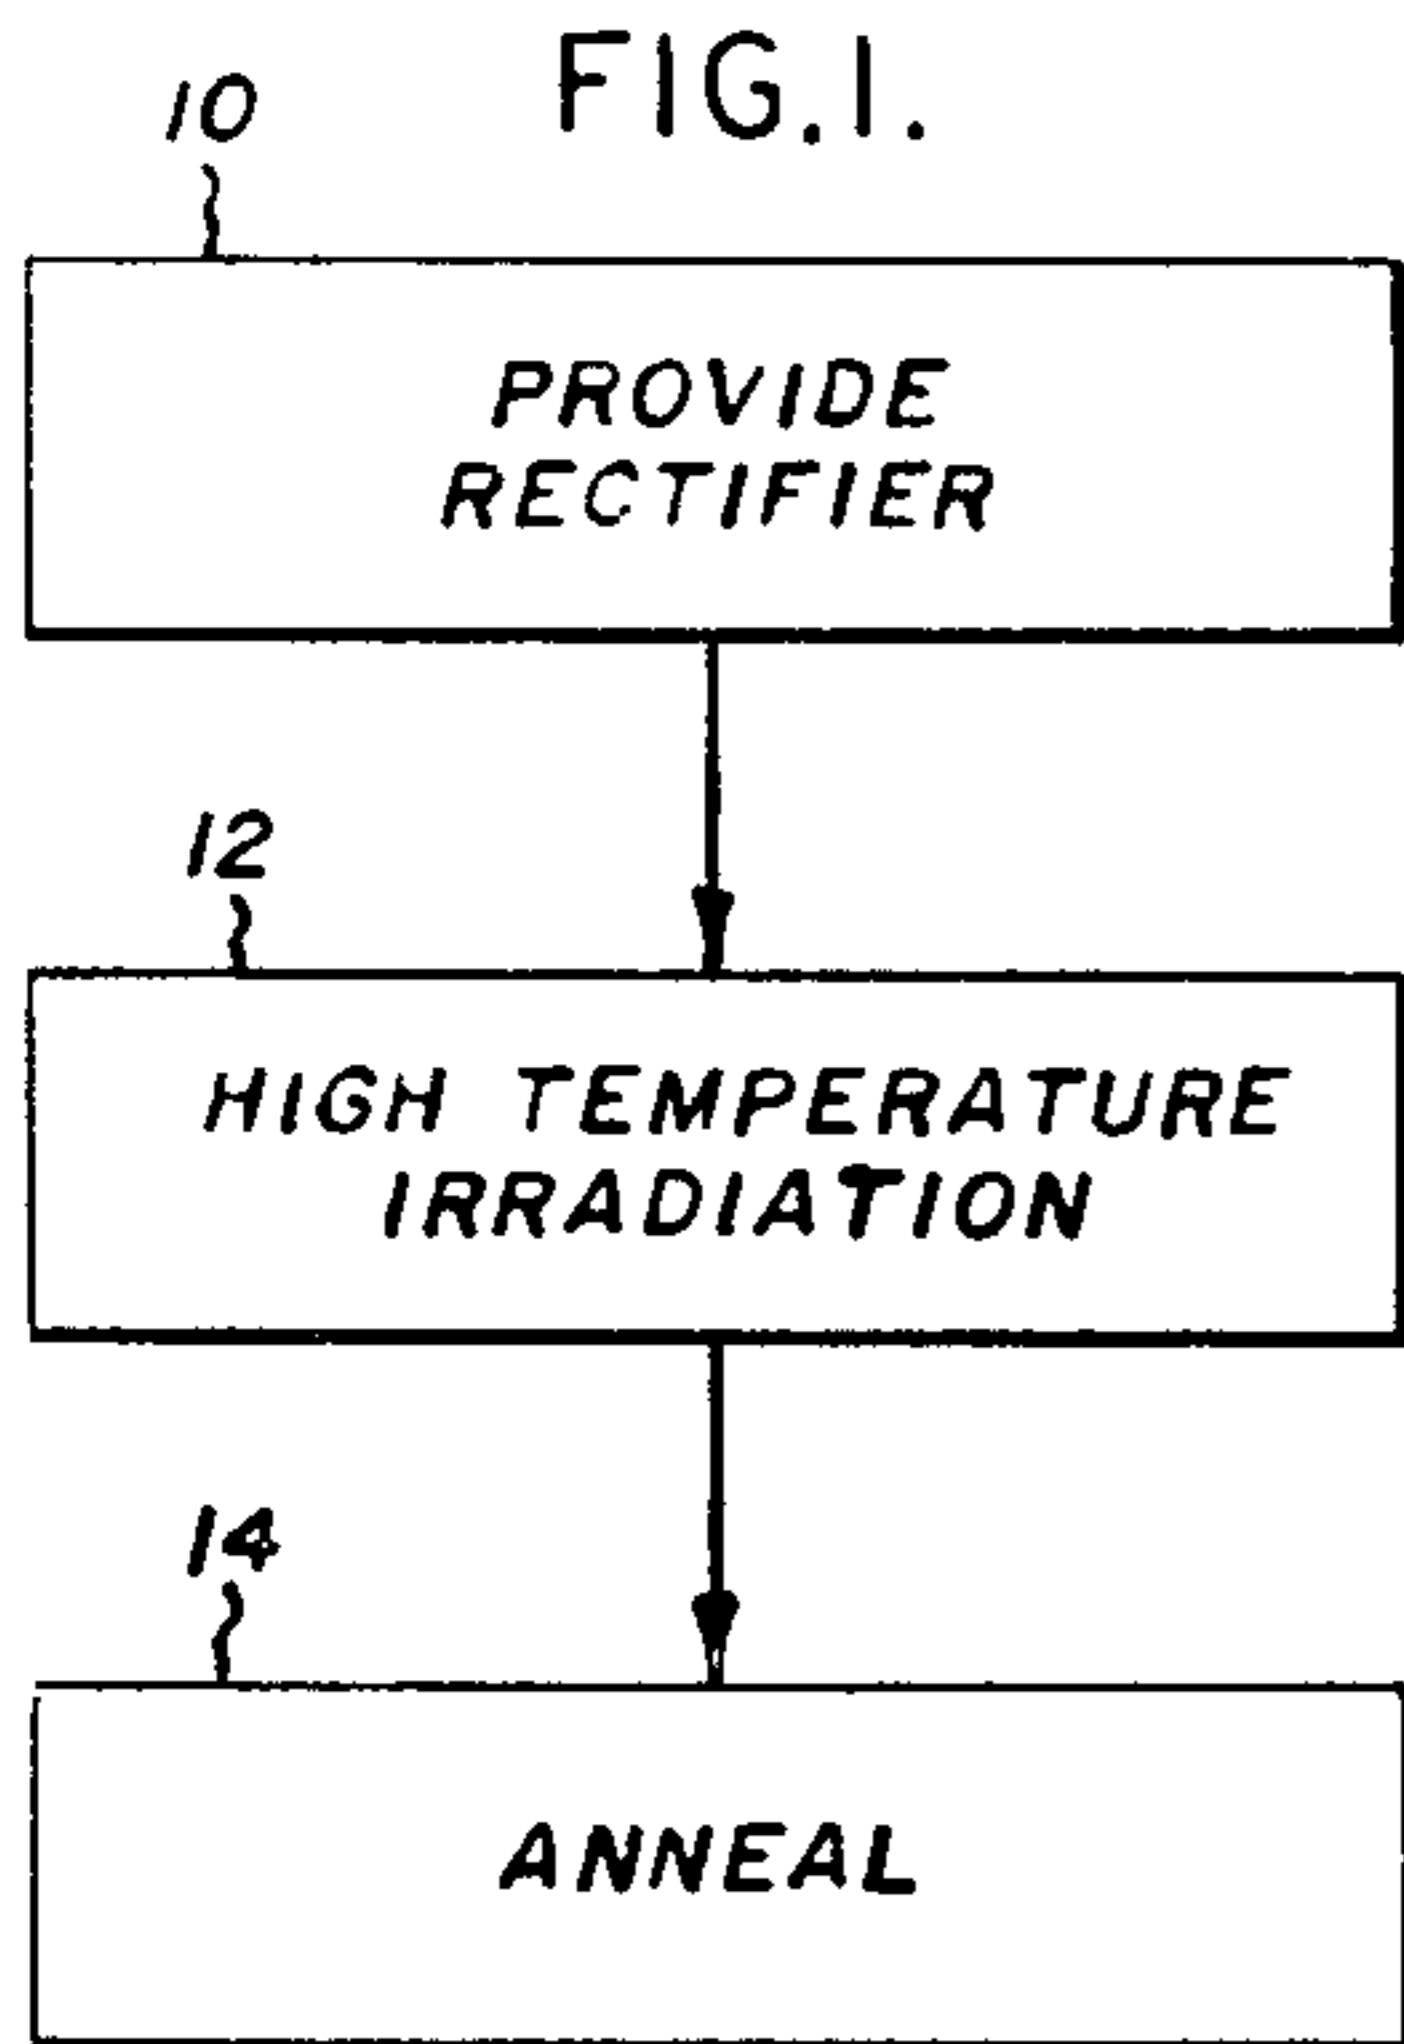 FIG.1.
10
PROVIDE
RECTIFIER
12
HIGH TEMPERATURE
IRRADIATION
14
ANNEAL